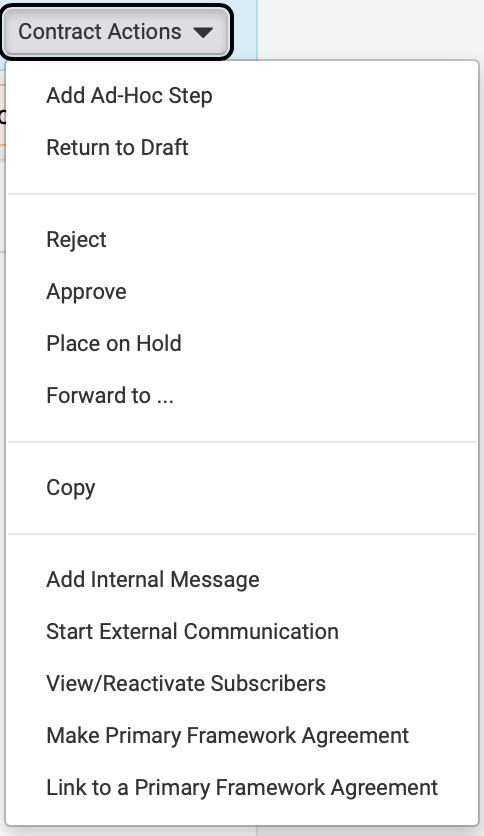 Contract Actions
Add Ad-Hoc Step
Return to Draft
Reject
Approve
Place on Hold
Forward to ...
Copy
Add Internal Message
Start External Communication
View/Reactivate Subscribers
Make Primary Framework Agreement
Link to a Primary Framework Agreement